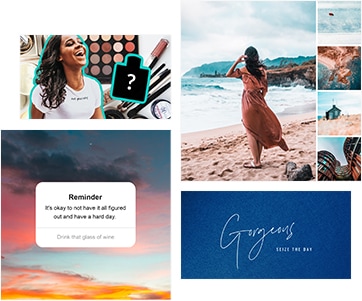 ?
Reminder
It's okay to not have it all figured
out and have a hard day.
Drink that glass of wine
Gorgeous
SEIZE THE DAY